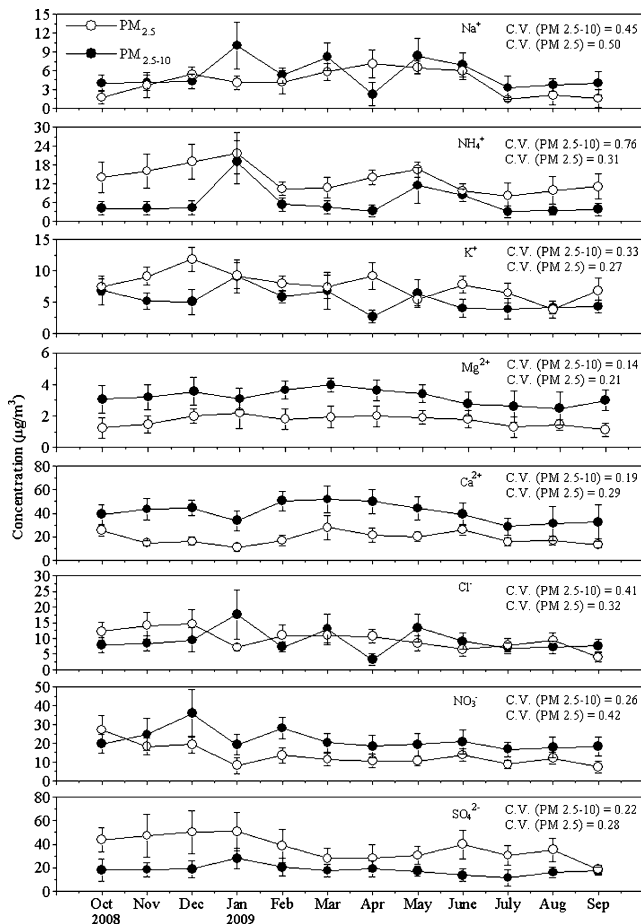 Concentration (μg/m³)
PM2.5
PM2.5-10
15
12
9
6
3
0
Na⁺
C.V. (PM 2.5-10) = 0.45
C.V. (PM 2.5) = 0.50
30
24
18
12
6
0
NH₄⁺
C.V. (PM 2.5-10) = 0.76
C.V. (PM 2.5) = 0.31
15
10
5
0
K⁺
C.V. (PM 2.5-10) = 0.33
C.V. (PM 2.5) = 0.27
6
4
2
0
Mg²⁺
C.V. (PM 2.5-10) = 0.14
C.V. (PM 2.5) = 0.21
80
60
40
20
0
Ca²⁺
C.V. (PM 2.5-10) = 0.19
C.V. (PM 2.5) = 0.29
30
25
20
15
10
5
0
Cl⁻
C.V. (PM 2.5-10) = 0.41
C.V. (PM 2.5) = 0.32
50
40
30
20
10
0
NO₃⁻
C.V. (PM 2.5-10) = 0.26
C.V. (PM 2.5) = 0.42
80
60
40
20
0
SO₄²⁻
C.V. (PM 2.5-10) = 0.22
C.V. (PM 2.5) = 0.28
Oct Nov Dec Jan Feb Mar Apr May June July Aug Sep
2008 2009